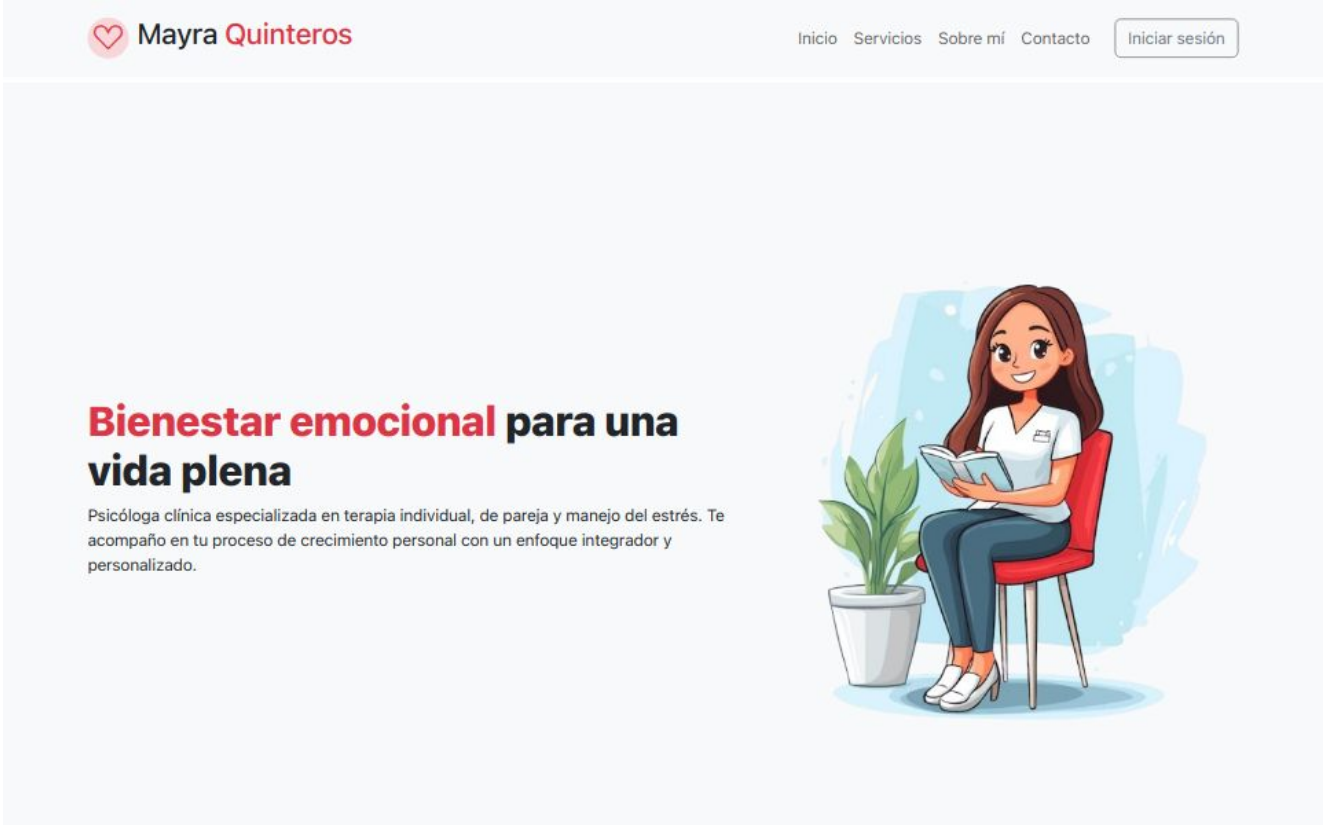 Mayra Quinteros
Inicio Servicios Sobre mí Contacto Iniciar sesión
Bienestar emocional para una
vida plena
Psicóloga clínica especializada en terapia individual, de pareja y manejo del estrés. Te
acompaño en tu proceso de crecimiento personal con un enfoque integrador y
personalizado.